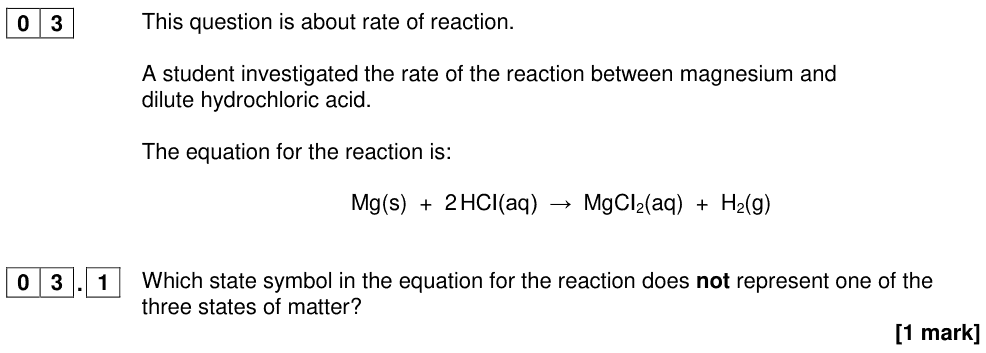 0 3 This question is about rate of reaction.
A student investigated the rate of the reaction between magnesium and
dilute hydrochloric acid.
The equation for the reaction is:
Mg(s) + 2 HCl(aq) → MgCl₂(aq) + H₂(g)
0 3 . 1 Which state symbol in the equation for the reaction does not represent one of the
three states of matter?
[1 mark]